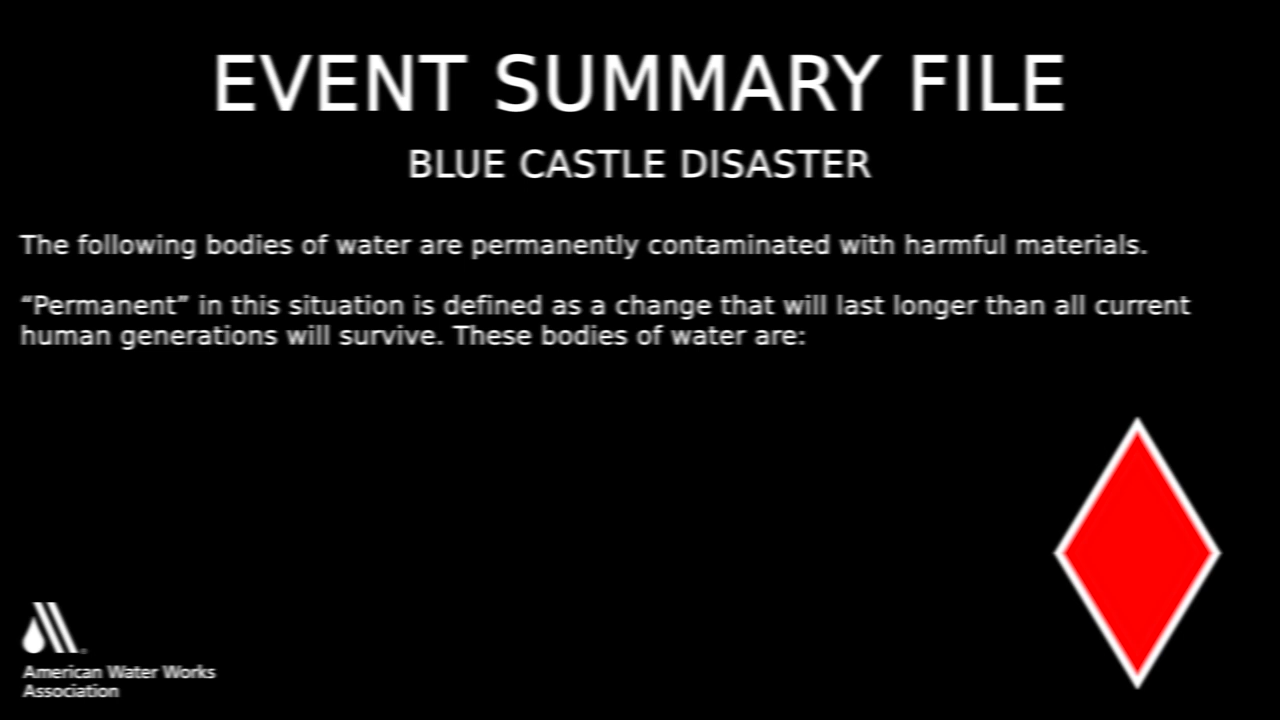 EVENT SUMMARY FILE
BLUE CASTLE DISASTER
The following bodies of water are permanently contaminated with harmful materials.
“Permanent” in this situation is defined as a change that will last longer than all current
human generations will survive. These bodies of water are:
American Water Works
Association